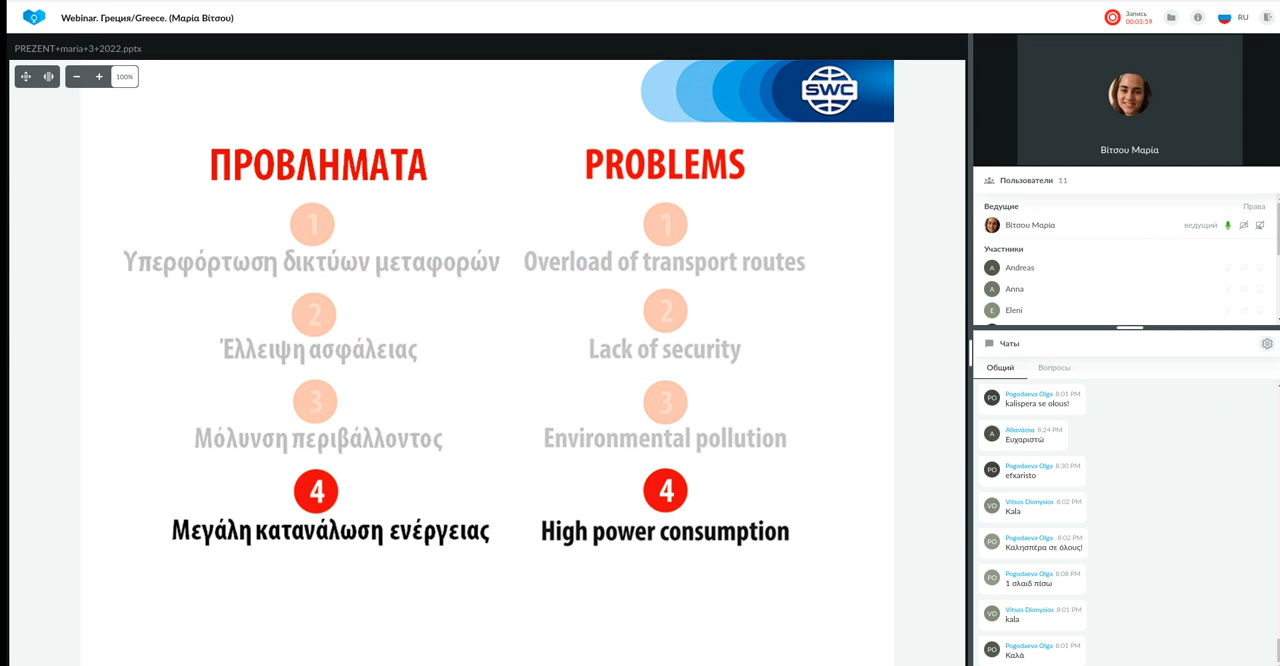 Webinar. Греция/Greece. (Марія Вітсου)
Запись
00:03:59
RU
PREZENT+maria+3+2022.pptx
100%
SWC
ΠΡΟΒΛΗΜΑΤΑ
PROBLEMS
1
1
Υπερφόρτωση δικτύων μεταφορών
Overload of transport routes
2
2
Έλλειψη ασφάλειας
Lack of security
3
3
Μόλυνση περιβάλλοντος
Environmental pollution
4
4
Μεγάλη κατανάλωση ενέργειας
High power consumption
Βίτσου Μαρία
Пользователи 11
Ведущие Права
Βίτσου Μαρία ведущий
Участники
A Andreas
A Anna
E Eleni
Чаты
Общий Вопросы
PO Pogodaeva Olga 8:01 PM
kalispera se olous!
A Αθανάσια 8:24 PM
Ευχαριστώ
PO Pogodaeva Olga 8:30 PM
efxaristo
VD Vitsos Dionysios 8:02 PM
Kala
PO Pogodaeva Olga 8:02 PM
Καλησπέρα σε όλους!
PO Pogodaeva Olga 8:08 PM
1 σλαιδ πίσω
VD Vitsos Dionysios 8:01 PM
kala
PO Pogodaeva Olga 8:01 PM
Καλά